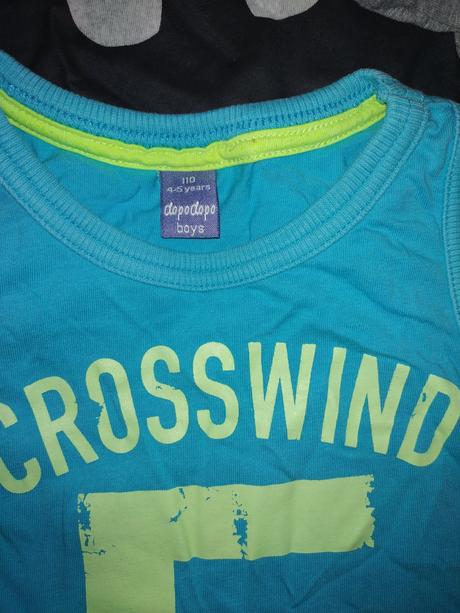 110
4-5 years
dopodopo
boys
CROSSWIND